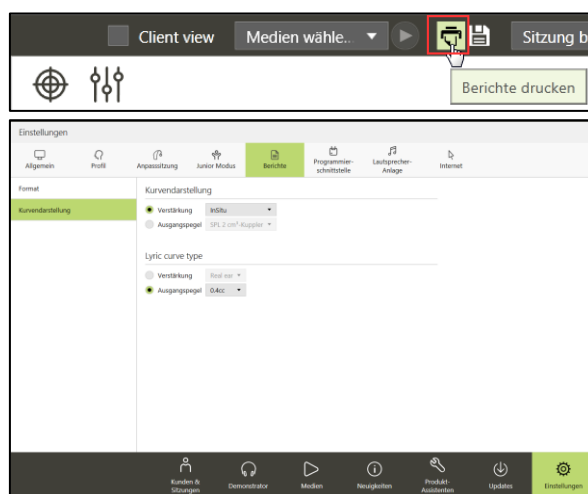 Client view
Medien wähle...
Sitzung b
Berichte drucken
Einstellungen
Allgemein
Profil
Anpasssitzung
Junior Modus
Berichte
Programmier-
schnittstelle
Lautsprecher-
Anlage
Internet
Format
Kurvendarstellung
Kurvendarstellung
Verstärkung InSitu
Ausgangspegel SPL 2 cm³-Kuppler
Lyric curve type
Verstärkung Real ear
Ausgangspegel 0.4cc
Kunden &
Sitzungen
Demonstrator
Medien
Neuigkeiten
Produkt-
Assistenten
Updates
Einstellungen